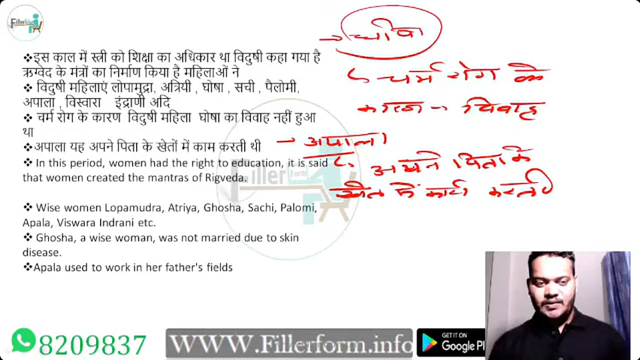 Fillerform
→ घोषा
↳ चर्म रोग के
कारण – विवाह
→ अपाला
↳ अपने पिता के
खेत में कार्य करती
❖ इस काल में स्त्री को शिक्षा का अधिकार था विदुषी कहा गया है
ऋग्वेद के मंत्रों का निर्माण किया है महिलाओं ने
❖ विदुषी महिलाएं लोपामुद्रा, अत्रियी , घोषा , सची , पैलोमी ,
अपाला , विस्वारा इंद्राणी अदि
❖ चर्म रोग के कारण विदुषी महिला घोषा का विवाह नहीं हुआ
था
❖ अपाला यह अपने पिता के खेतों में काम करती थी
❖ In this period, women had the right to education, it is said
that women created the mantras of Rigveda.
❖ Wise women Lopamudra, Atriya, Ghosha, Sachi, Palomi,
Apala, Viswara Indrani etc.
❖ Ghosha, a wise woman, was not married due to skin
disease.
❖ Apala used to work in her father's fields
Fillerform
8209837
www.Fillerform.info
GET IT ON
Google Pl